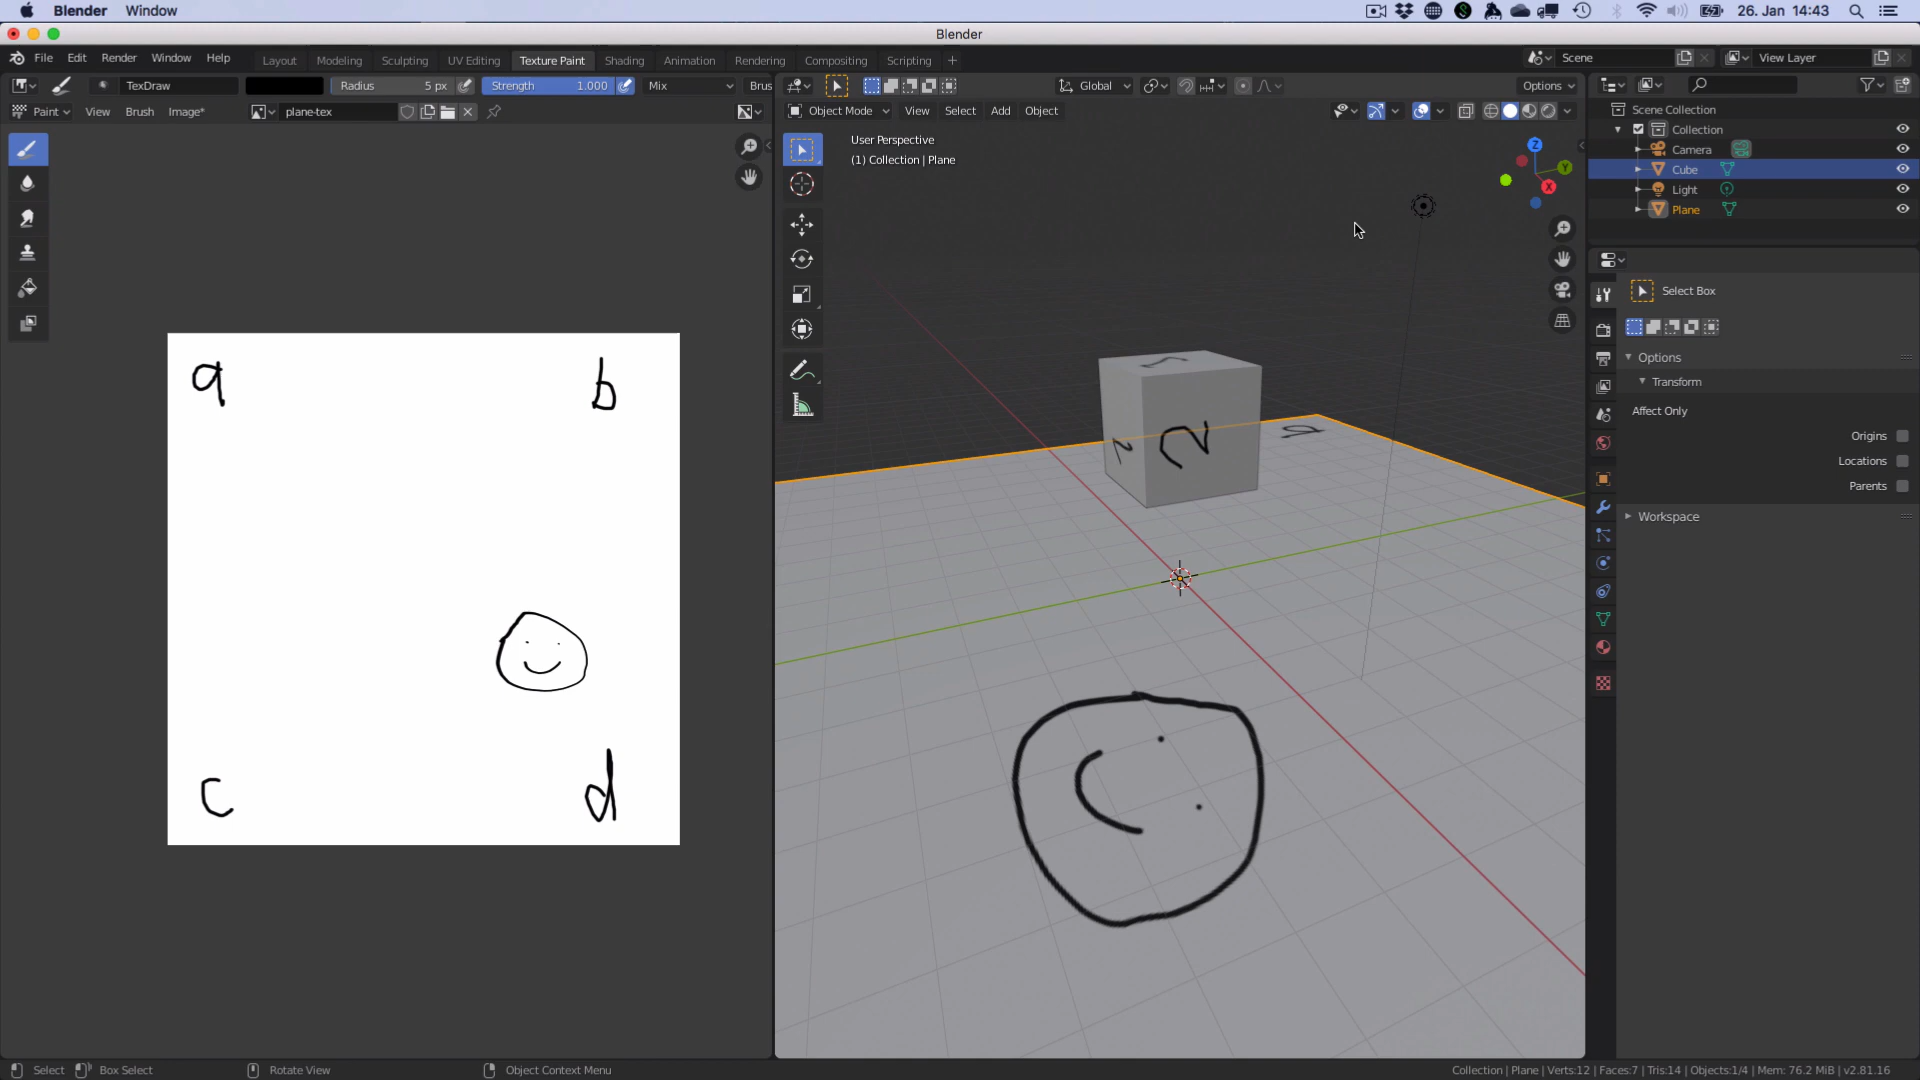 Blender Window 26. Jan 14:43
Blender
File Edit Render Window Help Layout Modeling Sculpting UV Editing Texture Paint Shading Animation Rendering Compositing Scripting + Scene View Layer
TexDraw Radius 5 px Strength 1.000 Mix Brus Global Options
Paint View Brush Image* plane-tex Object Mode View Select Add Object
User Perspective
(1) Collection | Plane
Scene Collection
Collection
Camera
Cube
Light
Plane
Z
Y
X
Select Box
Options
Transform
Affect Only
Origins
Locations
Parents
Workspace
a b
c d
2
Select Box Select Rotate View Object Context Menu Collection | Plane | Verts:12 | Faces:7 | Tris:14 | Objects:1/4 | Mem: 76.2 MiB | v2.81.16